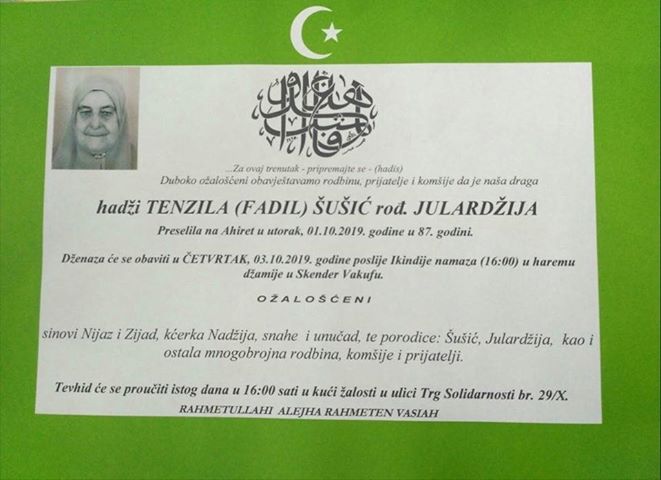 ...Za ovaj trenutak - pripremajte se - (hadis)
Duboko ožalošćeni obavještavamo rodbinu, prijatelje i komšije da je naša draga
hadži TENZILA (FADIL) ŠUŠIĆ rođ. JULARDŽIJA
Preselila na Ahiret u utorak, 01.10.2019. godine u 87. godini.
Dženaza će se obaviti u ČETVRTAK, 03.10.2019. godine poslije Ikindije namaza (16:00) u haremu
džamije u Skender Vakufu.
OŽALOŠĆENI
sinovi Nijaz i Zijad, kćerka Nadžija, snahe i unučad, te porodice: Šušić, Julardžija, kao i
ostala mnogobrojna rodbina, komšije i prijatelji.
Tevhid će se proučiti istog dana u 16:00 sati u kući žalosti u ulici Trg Solidarnosti br. 29/X.
RAHMETULLAHI ALEJHA RAHMETEN VASIAH